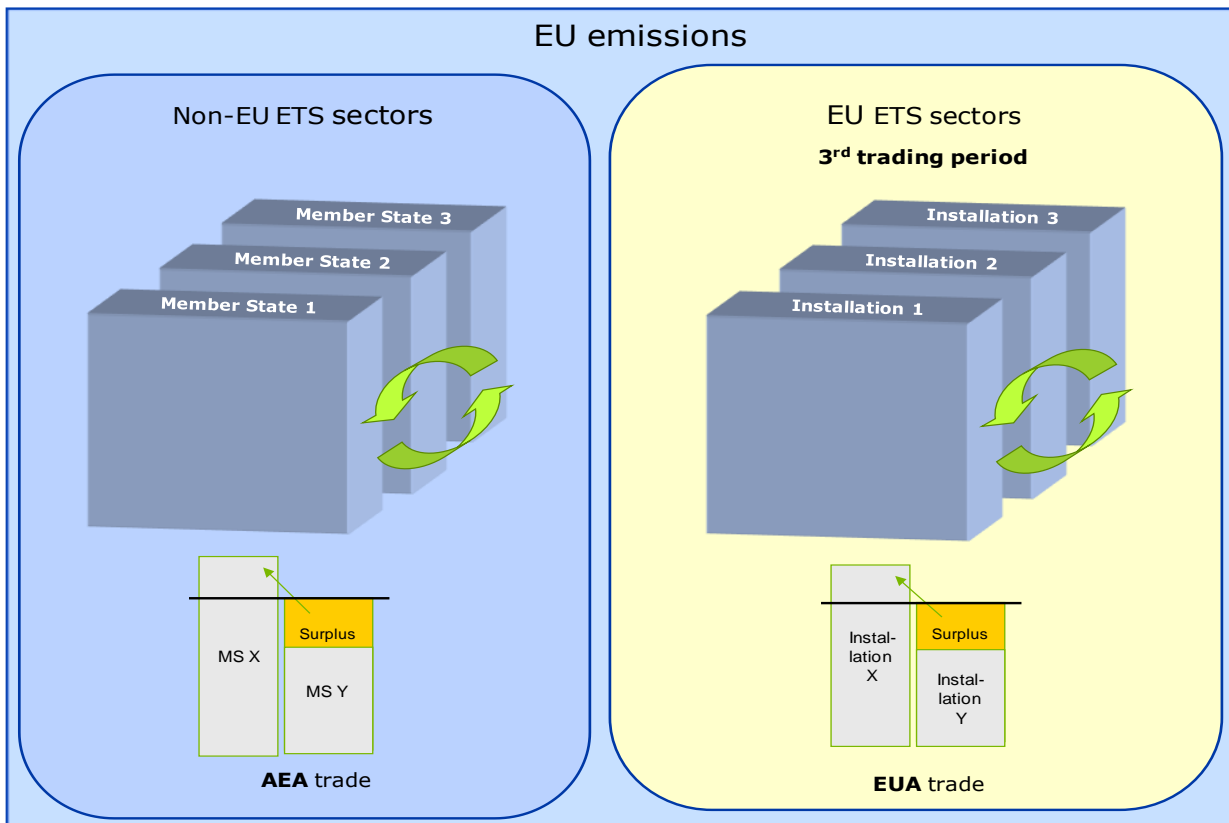 EU emissions
Non-EU ETS sectors
Member State 3
Member State 2
Member State 1
Surplus
MS X
MS Y
AEA trade
EU ETS sectors
3rd trading period
Installation 3
Installation 2
Installation 1
Instal-
lation
X
Surplus
Instal-
lation
Y
EUA trade